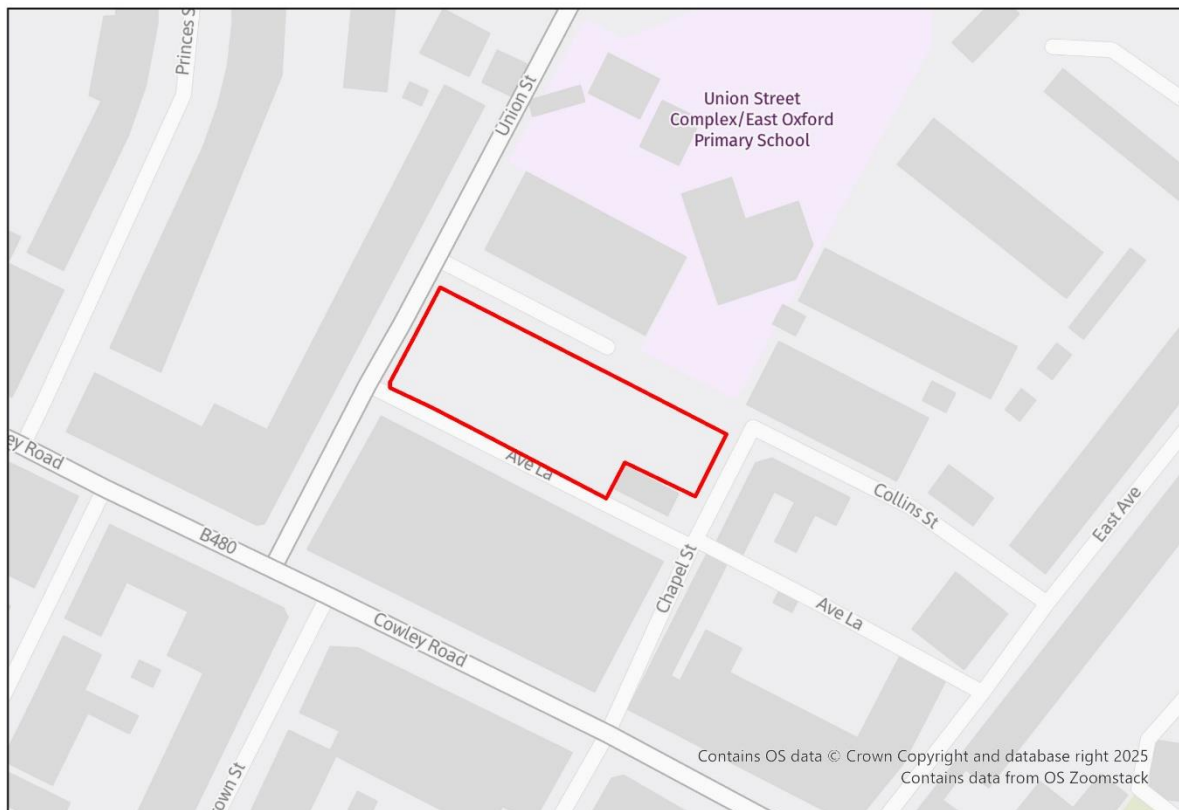 Princes S
Union St
Union Street
Complex/East Oxford
Primary School
ey Road
B480
Cowley Road
Ave La
Chapel St
Collins St
East Ave
Ave La
own St
Contains OS data © Crown Copyright and database right 2025
Contains data from OS Zoomstack